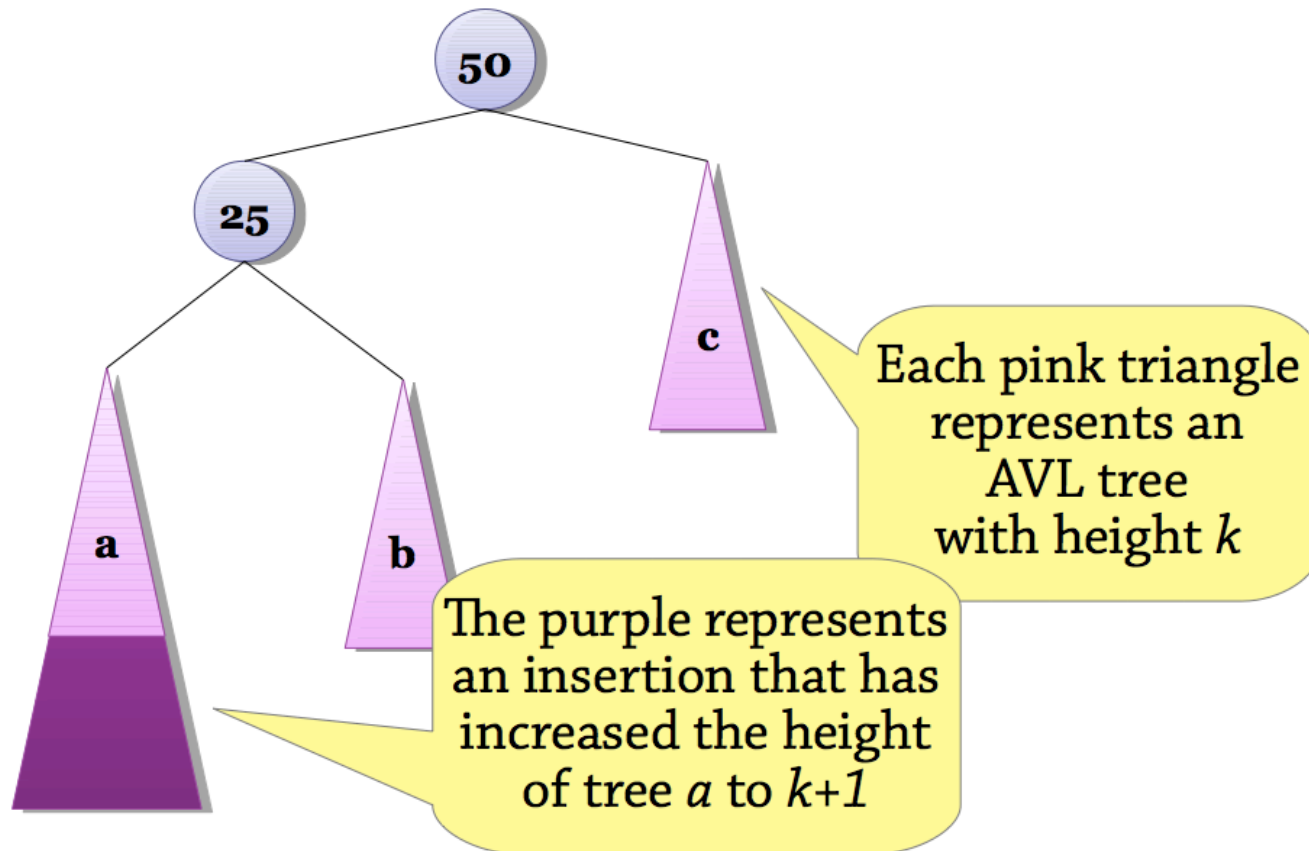 50
25
c
Each pink triangle
represents an
AVL tree
with height k
a
b
The purple represents
an insertion that has
increased the height
of tree a to k+1